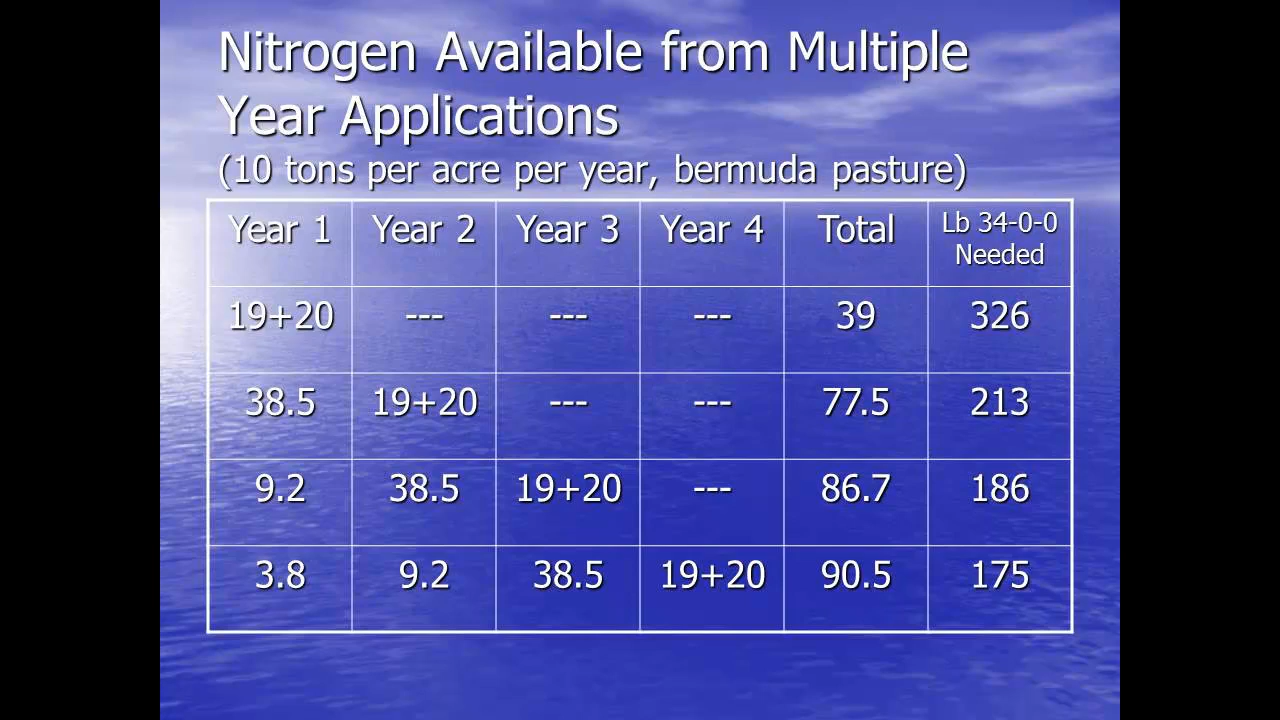 Nitrogen Available from Multiple
Year Applications
(10 tons per acre per year, bermuda pasture)
Year 1 Year 2 Year 3 Year 4 Total Lb 34-0-0 Needed
19+20 --- --- --- 39 326
38.5 19+20 --- --- 77.5 213
9.2 38.5 19+20 --- 86.7 186
3.8 9.2 38.5 19+20 90.5 175